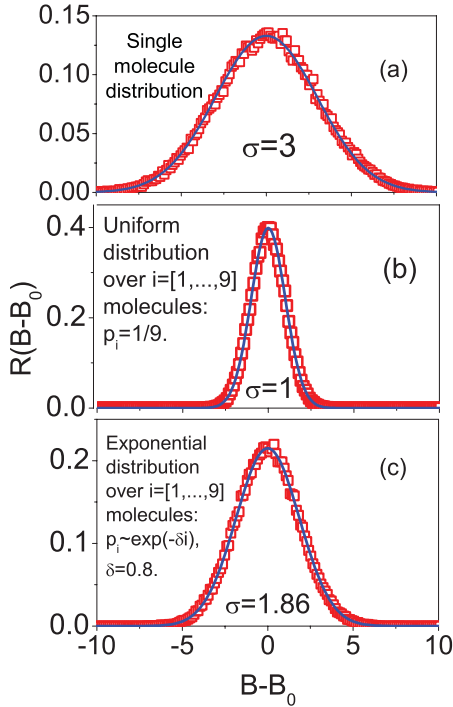 0.15
0.10
0.05
0.00
Single
molecule
distribution
(a)
σ=3
R(B-B₀)
0.4
0.2
0.0
Uniform
distribution
over i=[1,...,9]
molecules:
pᵢ=1/9.
(b)
σ=1
0.2
0.1
0.0
Exponential
distribution
over i=[1,...,9]
molecules:
pᵢ~exp(-δi),
δ=0.8.
(c)
σ=1.86
-10 -5 0 5 10
B-B₀